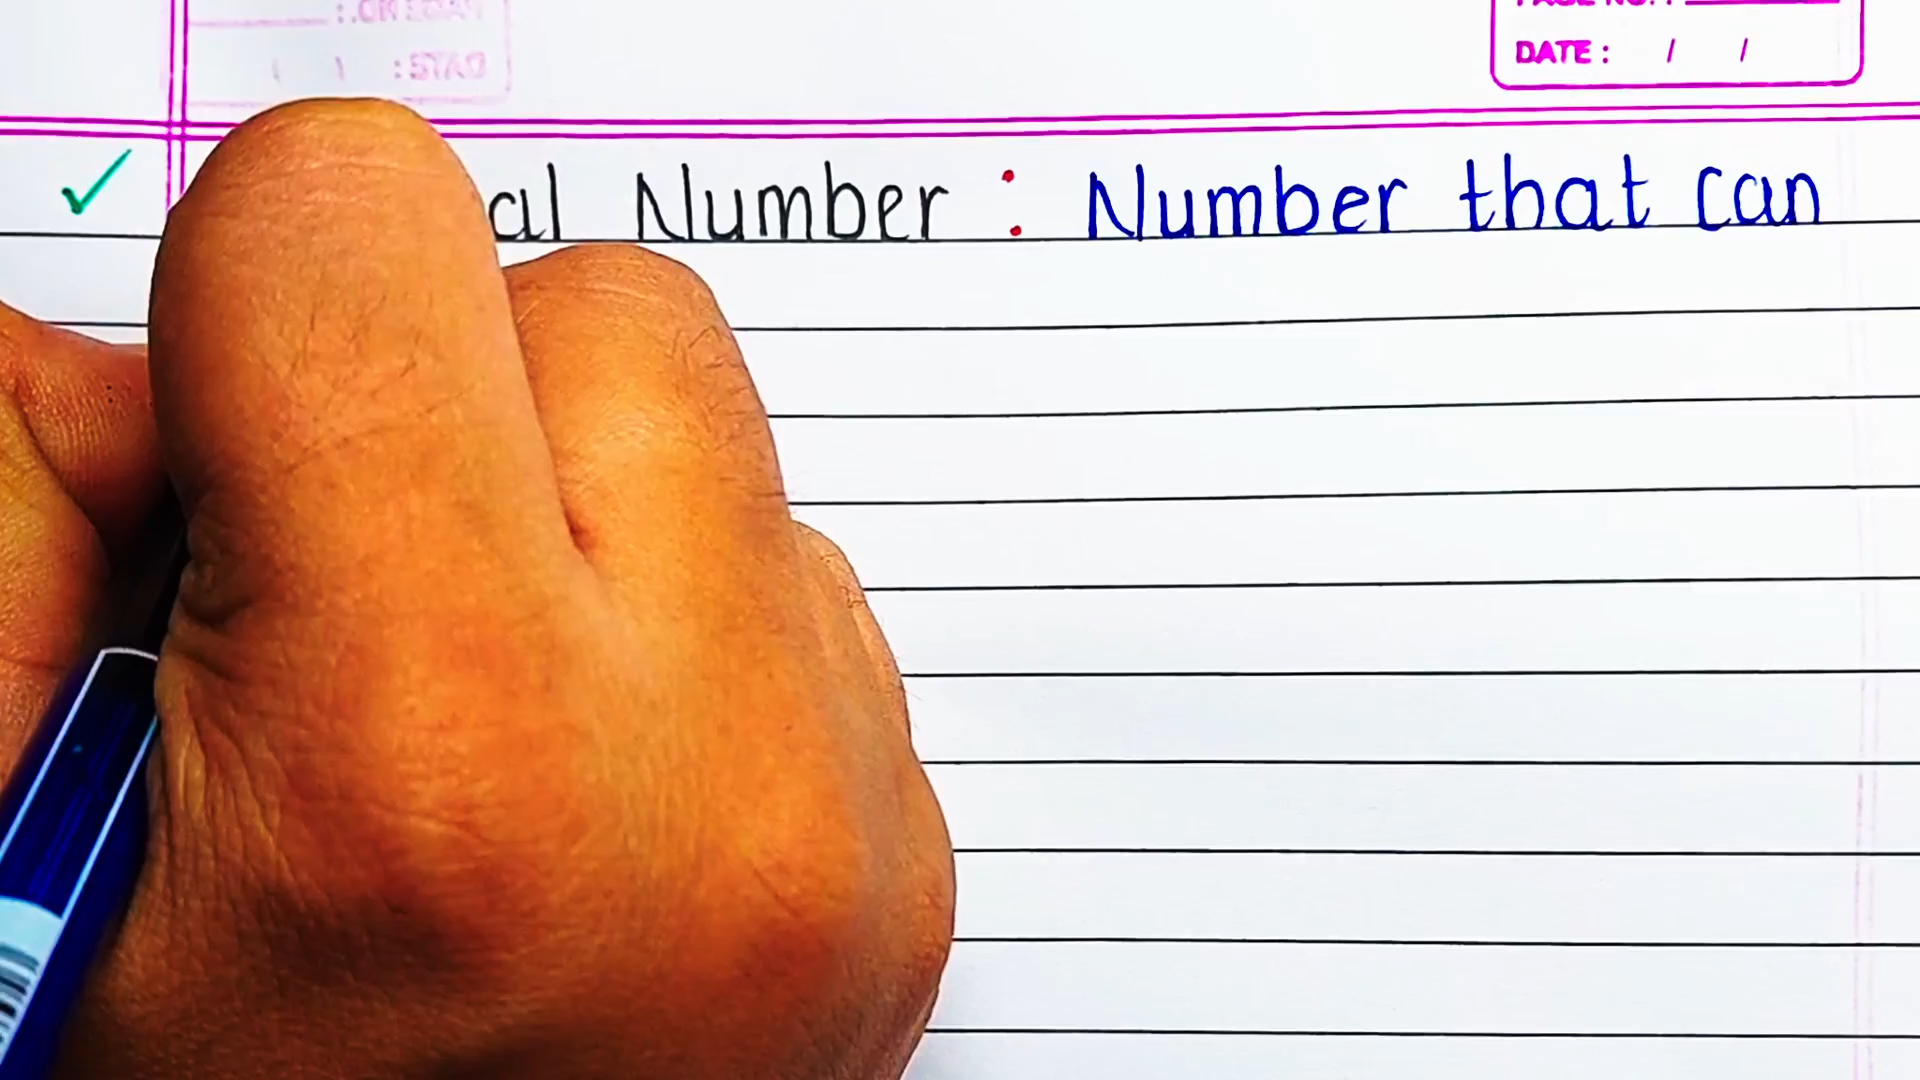 DATE : / /
✓ al Number : Number that can